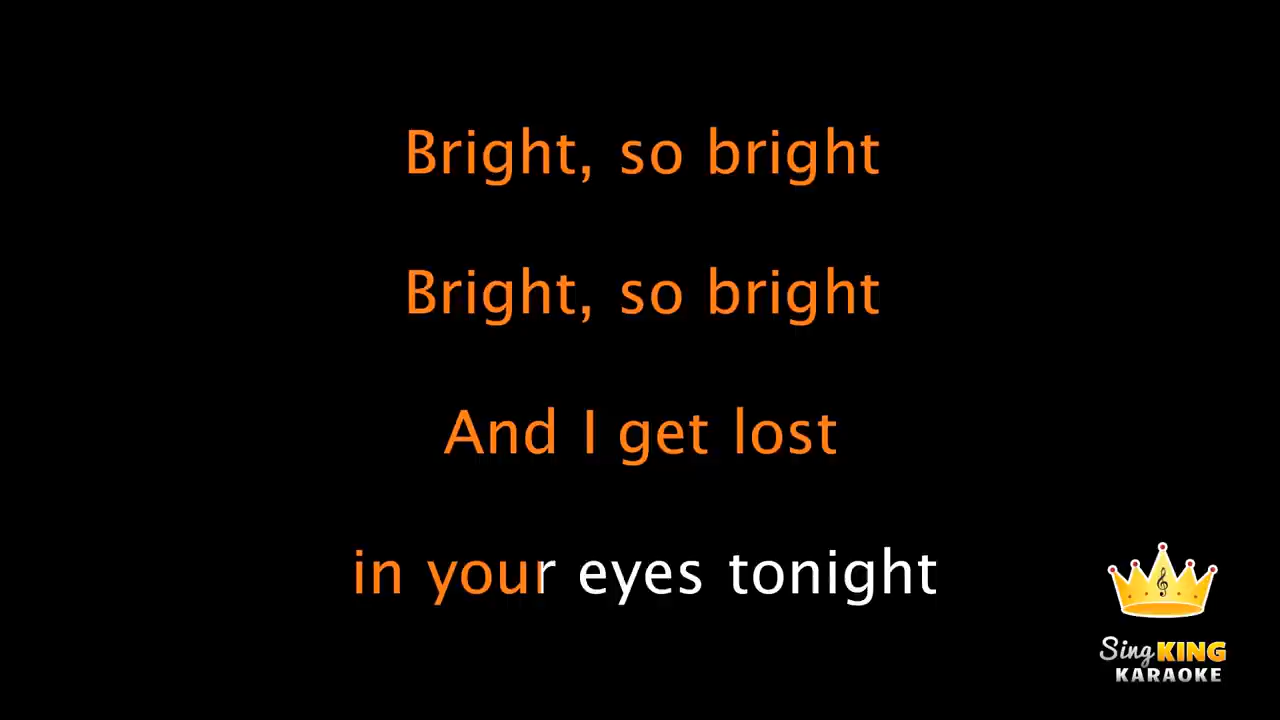 Bright, so bright
Bright, so bright
And I get lost
in your eyes tonight
Sing KING
KARAOKE